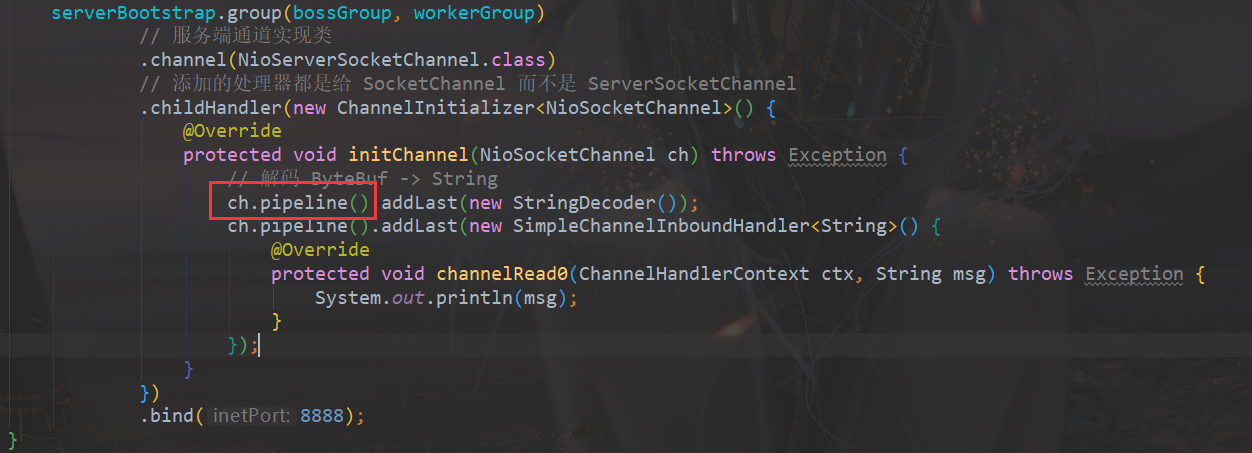 serverBootstrap.group(bossGroup, workerGroup)
// 服务端通道实现类
.channel(NioServerSocketChannel.class)
// 添加的处理器都是给 SocketChannel 而不是 ServerSocketChannel
.childHandler(new ChannelInitializer<NioSocketChannel>() {
@Override
protected void initChannel(NioSocketChannel ch) throws Exception {
// 解码 ByteBuf -> String
ch.pipeline().addLast(new StringDecoder());
ch.pipeline().addLast(new SimpleChannelInboundHandler<String>() {
@Override
protected void channelRead0(ChannelHandlerContext ctx, String msg) throws Exception {
System.out.println(msg);
}
});
}
})
.bind( inetPort: 8888);
}